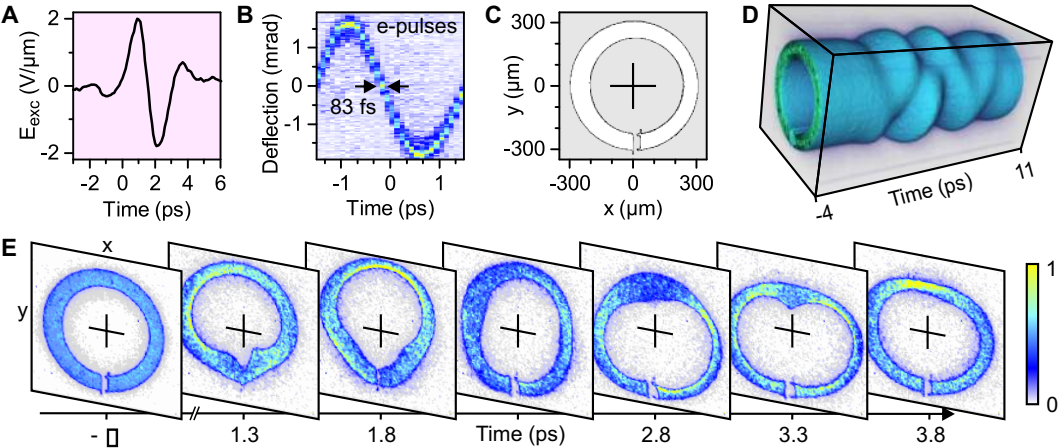 A
E_exc (V/μm)
2
0
-2
0 2 4 6
Time (ps)
B
e-pulses
83 fs
Deflection (mrad)
1
0
-1
-1 0 1
Time (ps)
C
y (μm)
300
0
-300
-300 0 300
x (μm)
D
-4
Time (ps)
11
E
x
y
1
0
- ▯
1.3
1.8
Time (ps)
2.8
3.3
3.8